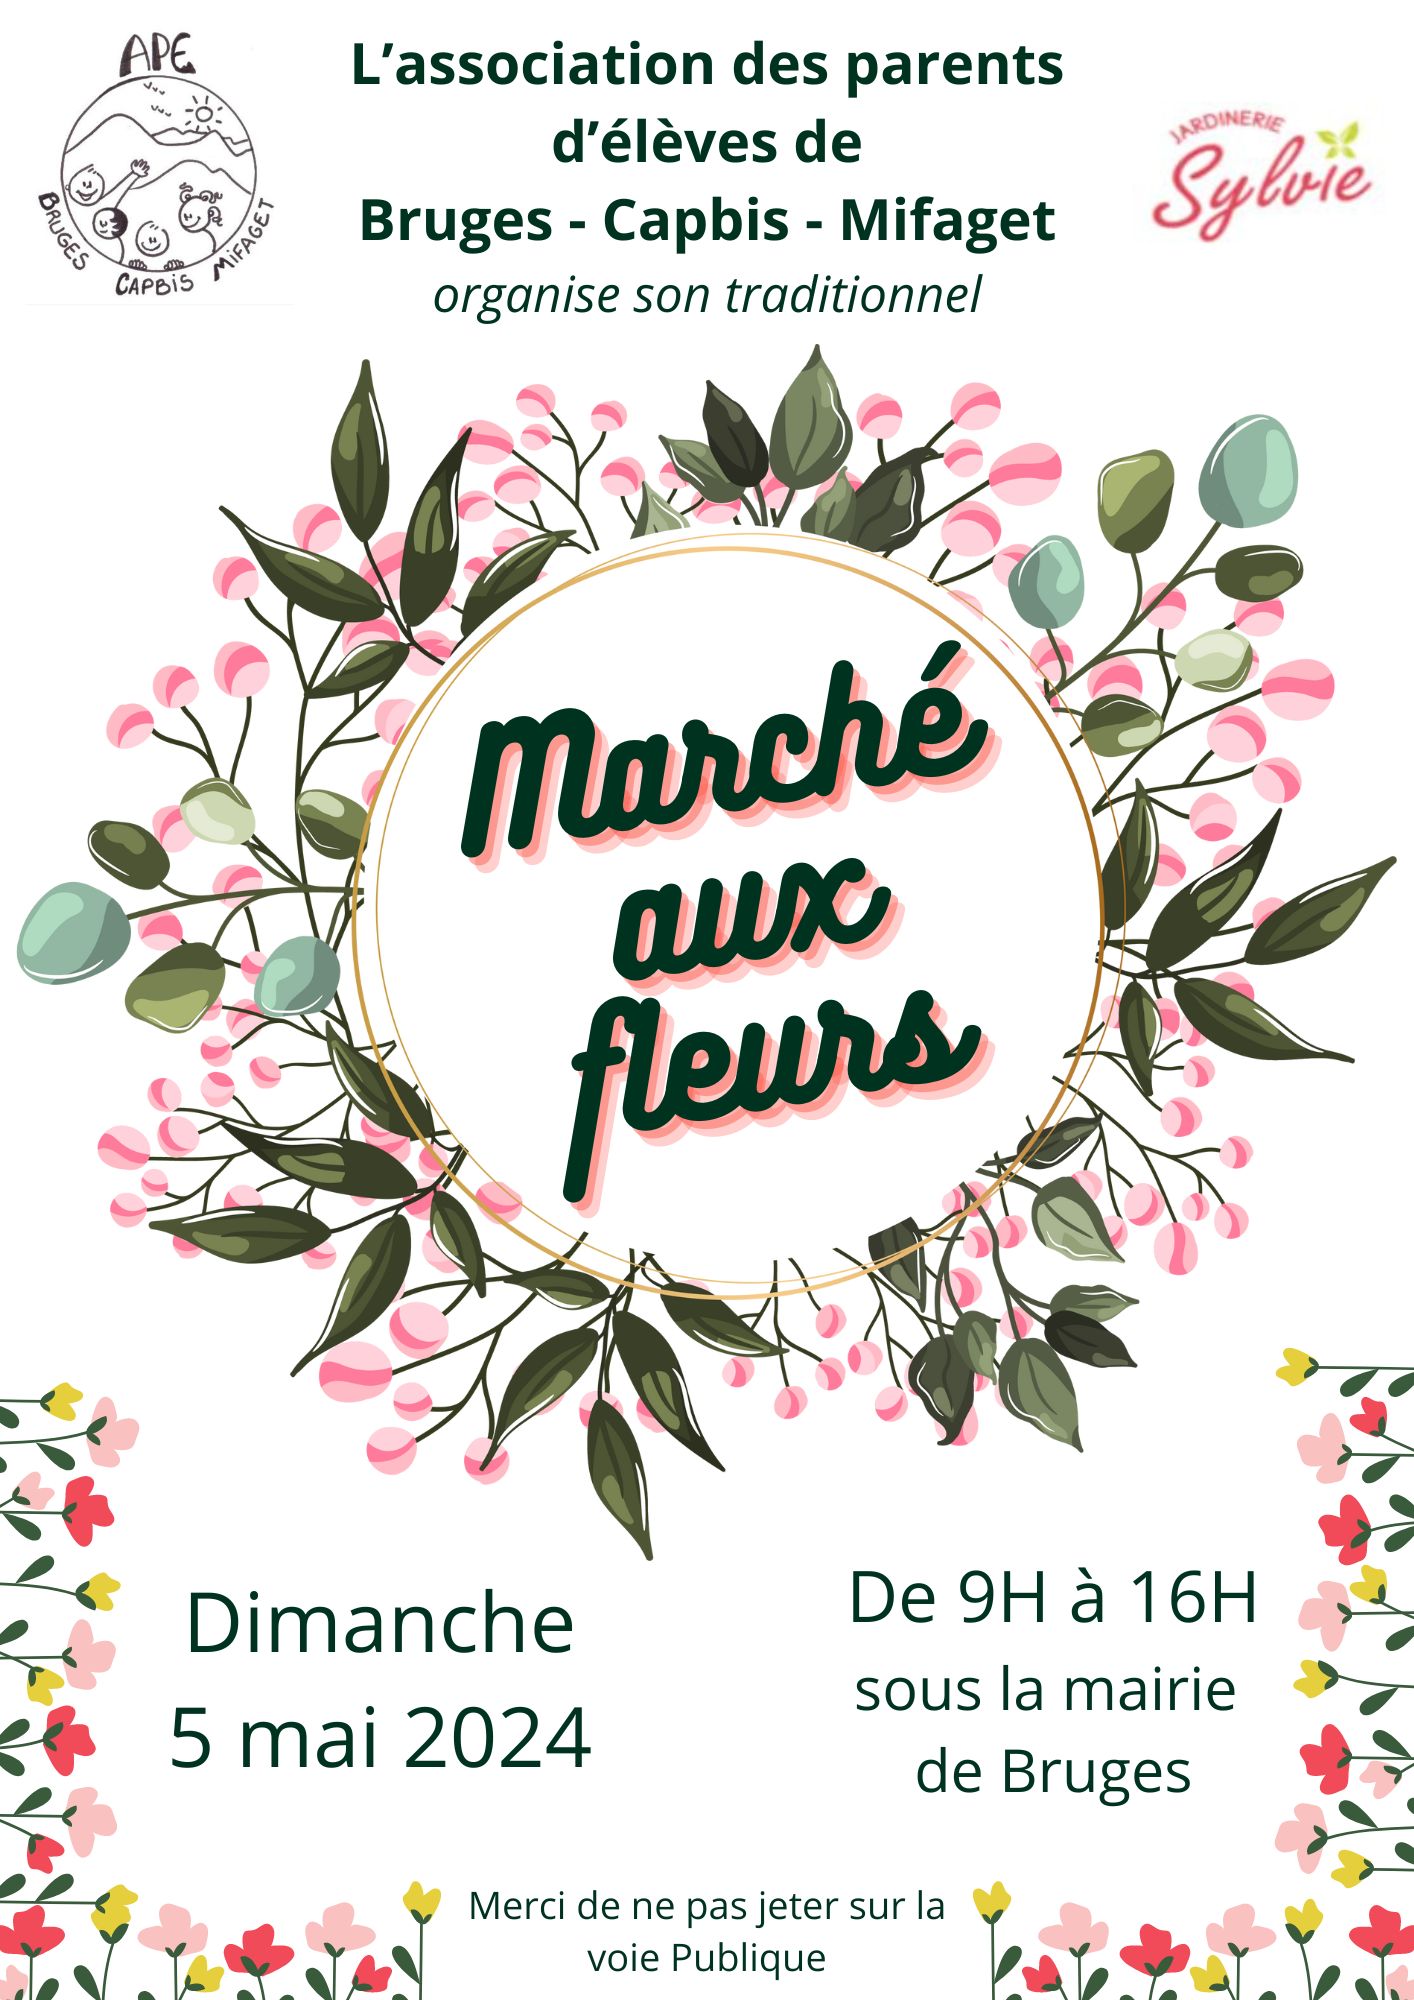 APE
BRUGES
CAPBIS
MIFAGET
L’association des parents
d’élèves de
Bruges - Capbis - Mifaget
organise son traditionnel
JARDINERIE
Sylvie
Marché
aux
fleurs
Dimanche
5 mai 2024
De 9H à 16H
sous la mairie
de Bruges
Merci de ne pas jeter sur la
voie Publique